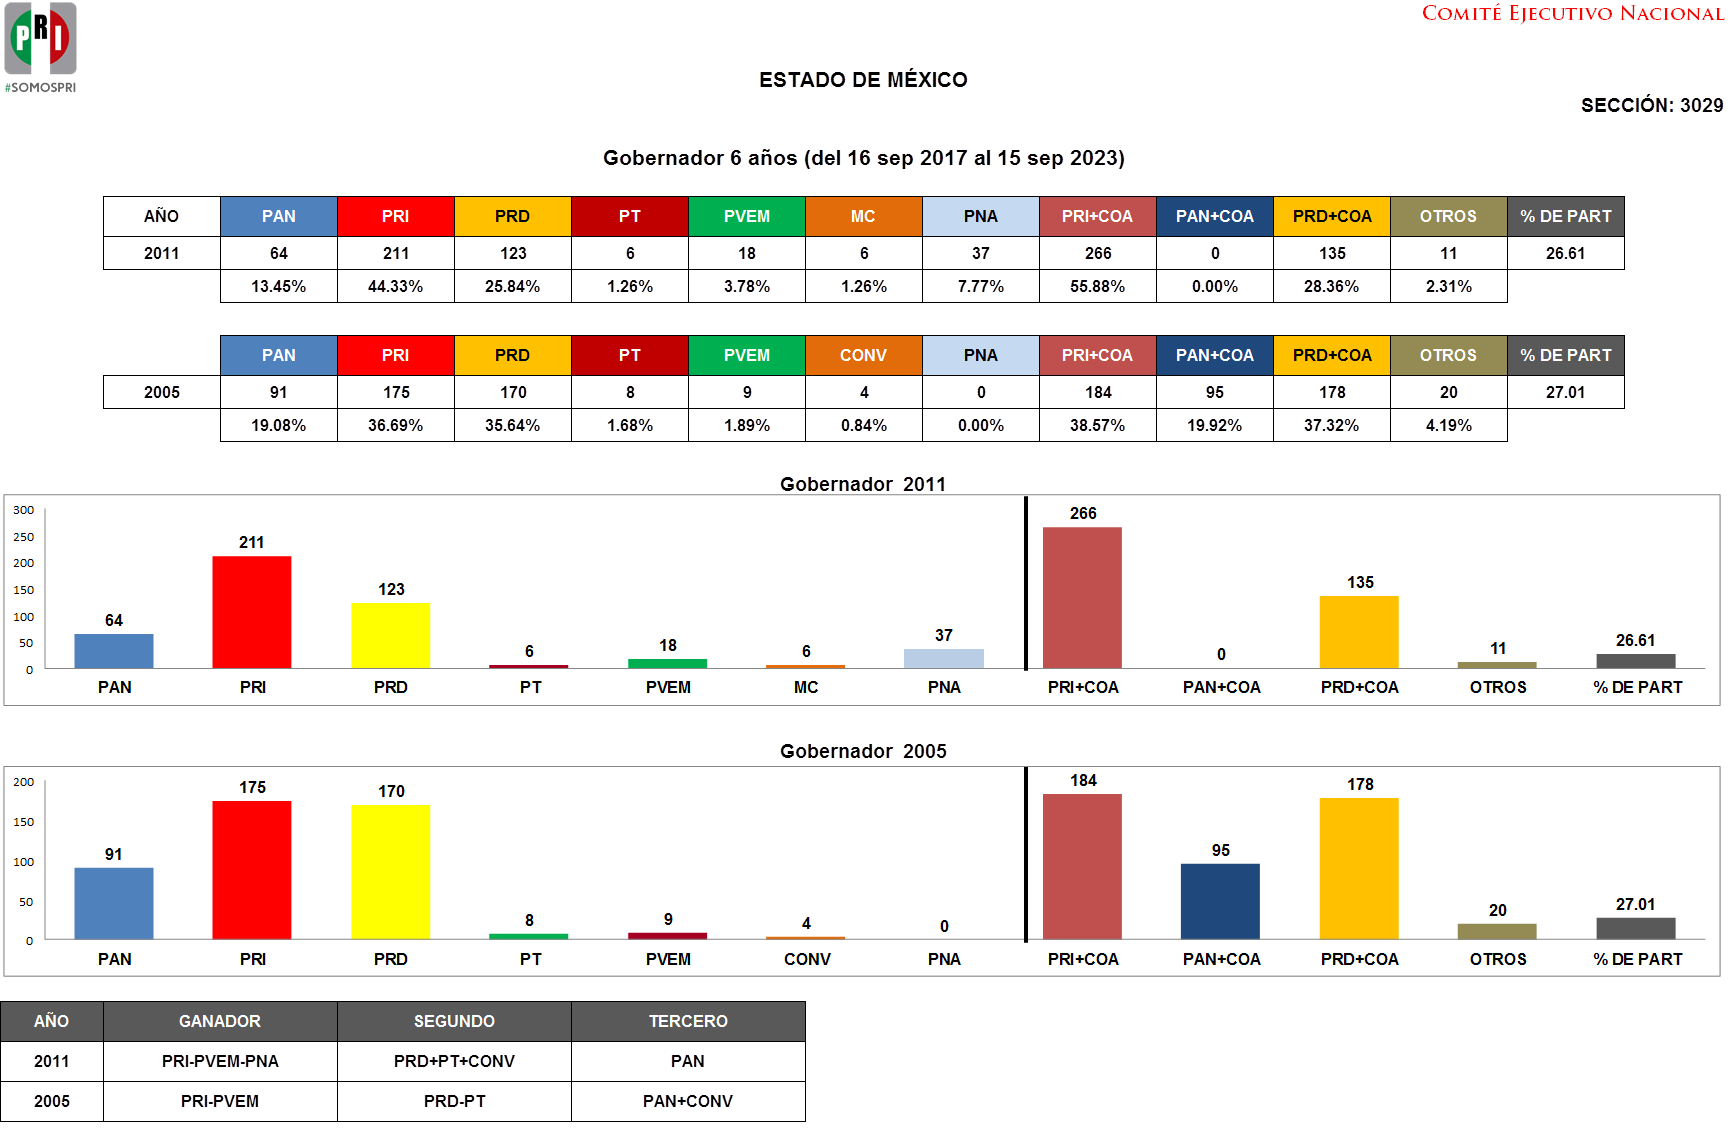 PRI
#SOMOSPRI
COMITÉ EJECUTIVO NACIONAL
ESTADO DE MÉXICO
SECCIÓN: 3029
Gobernador 6 años (del 16 sep 2017 al 15 sep 2023)
AÑO PAN PRI PRD PT PVEM MC PNA PRI+COA PAN+COA PRD+COA OTROS % DE PART
2011 64 211 123 6 18 6 37 266 0 135 11 26.61
13.45% 44.33% 25.84% 1.26% 3.78% 1.26% 7.77% 55.88% 0.00% 28.36% 2.31%
PAN PRI PRD PT PVEM CONV PNA PRI+COA PAN+COA PRD+COA OTROS % DE PART
2005 91 175 170 8 9 4 0 184 95 178 20 27.01
19.08% 36.69% 35.64% 1.68% 1.89% 0.84% 0.00% 38.57% 19.92% 37.32% 4.19%
Gobernador 2011
300
250
200
150
100
50
0
64 211 123 6 18 6 37 266 0 135 11 26.61
PAN PRI PRD PT PVEM MC PNA PRI+COA PAN+COA PRD+COA OTROS % DE PART
Gobernador 2005
200
150
100
50
0
91 175 170 8 9 4 0 184 95 178 20 27.01
PAN PRI PRD PT PVEM CONV PNA PRI+COA PAN+COA PRD+COA OTROS % DE PART
AÑO GANADOR SEGUNDO TERCERO
2011 PRI-PVEM-PNA PRD+PT+CONV PAN
2005 PRI-PVEM PRD-PT PAN+CONV